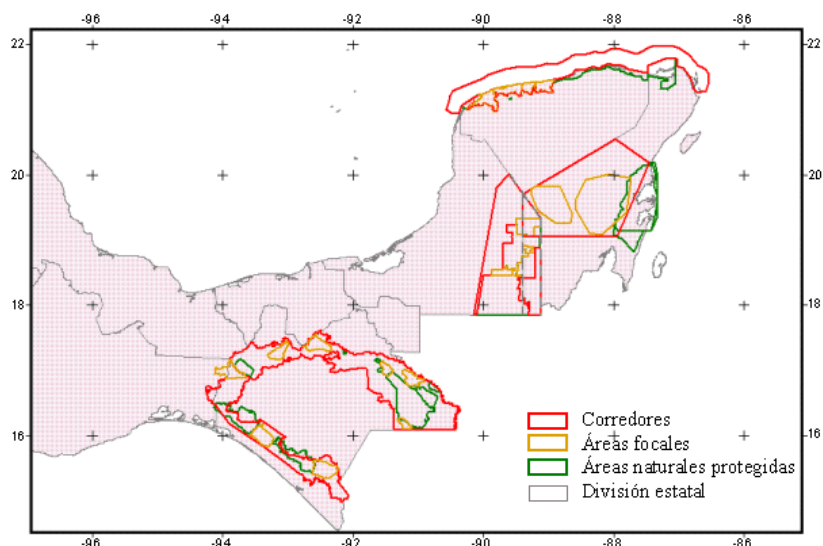 -96 -94 -92 -90 -88 -86
22 22
20 20
18 18
16 16
Corredores
Áreas focales
Áreas naturales protegidas
División estatal
-96 -94 -92 -90 -88 -86